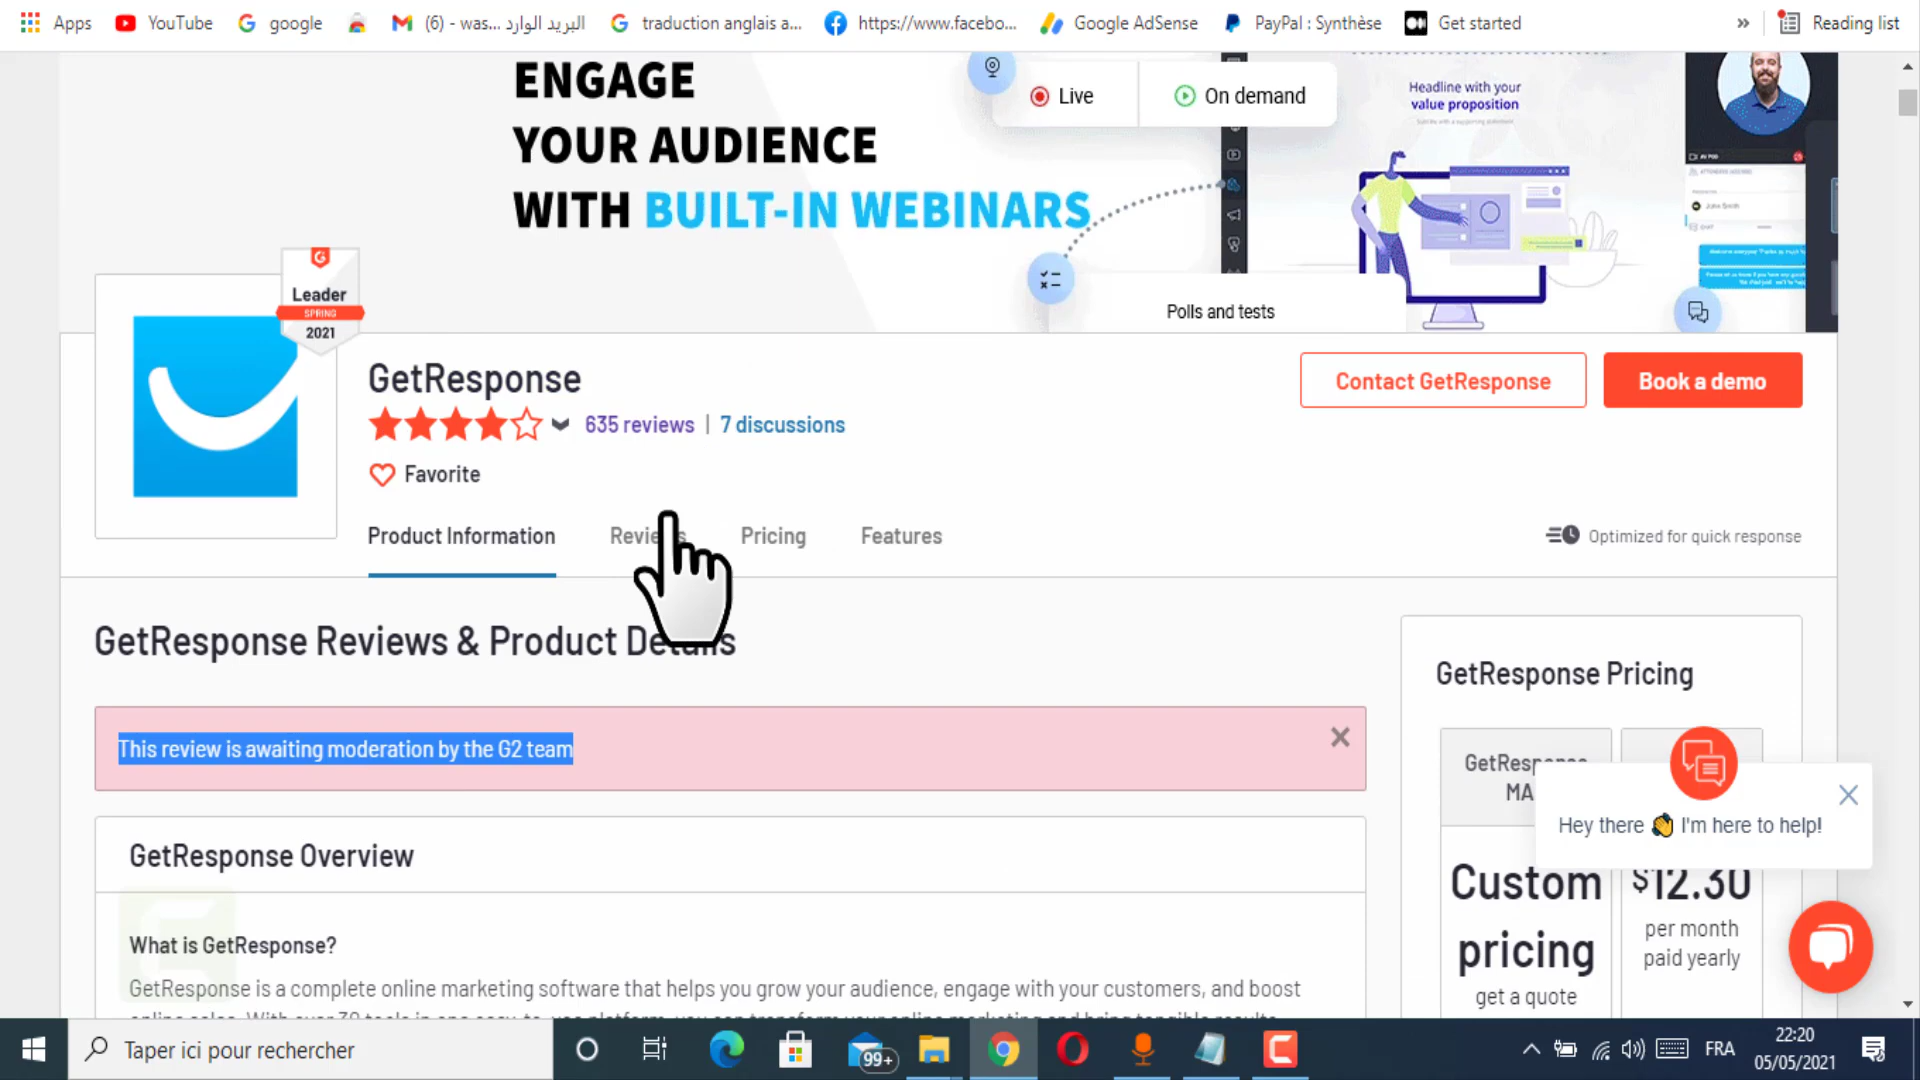 Apps
YouTube
google
(6) - was... البريد الوارد
traduction anglais a...
https://www.facebo...
Google AdSense
PayPal : Synthèse
Get started
»
Reading list
ENGAGE
YOUR AUDIENCE
WITH BUILT-IN WEBINARS
Live
On demand
Headline with your
value proposition
Polls and tests
Leader
SPRING
2021
GetResponse
635 reviews | 7 discussions
Favorite
Contact GetResponse
Book a demo
Product Information
Reviews
Pricing
Features
Optimized for quick response
GetResponse Reviews & Product Details
This review is awaiting moderation by the G2 team
GetResponse Overview
What is GetResponse?
GetResponse is a complete online marketing software that helps you grow your audience, engage with your customers, and boost
GetResponse Pricing
GetResponse
MA
Custom
pricing
get a quote
$12.30
per month
paid yearly
Hey there 👏 I'm here to help!
Taper ici pour rechercher
99+
FRA
22:20
05/05/2021